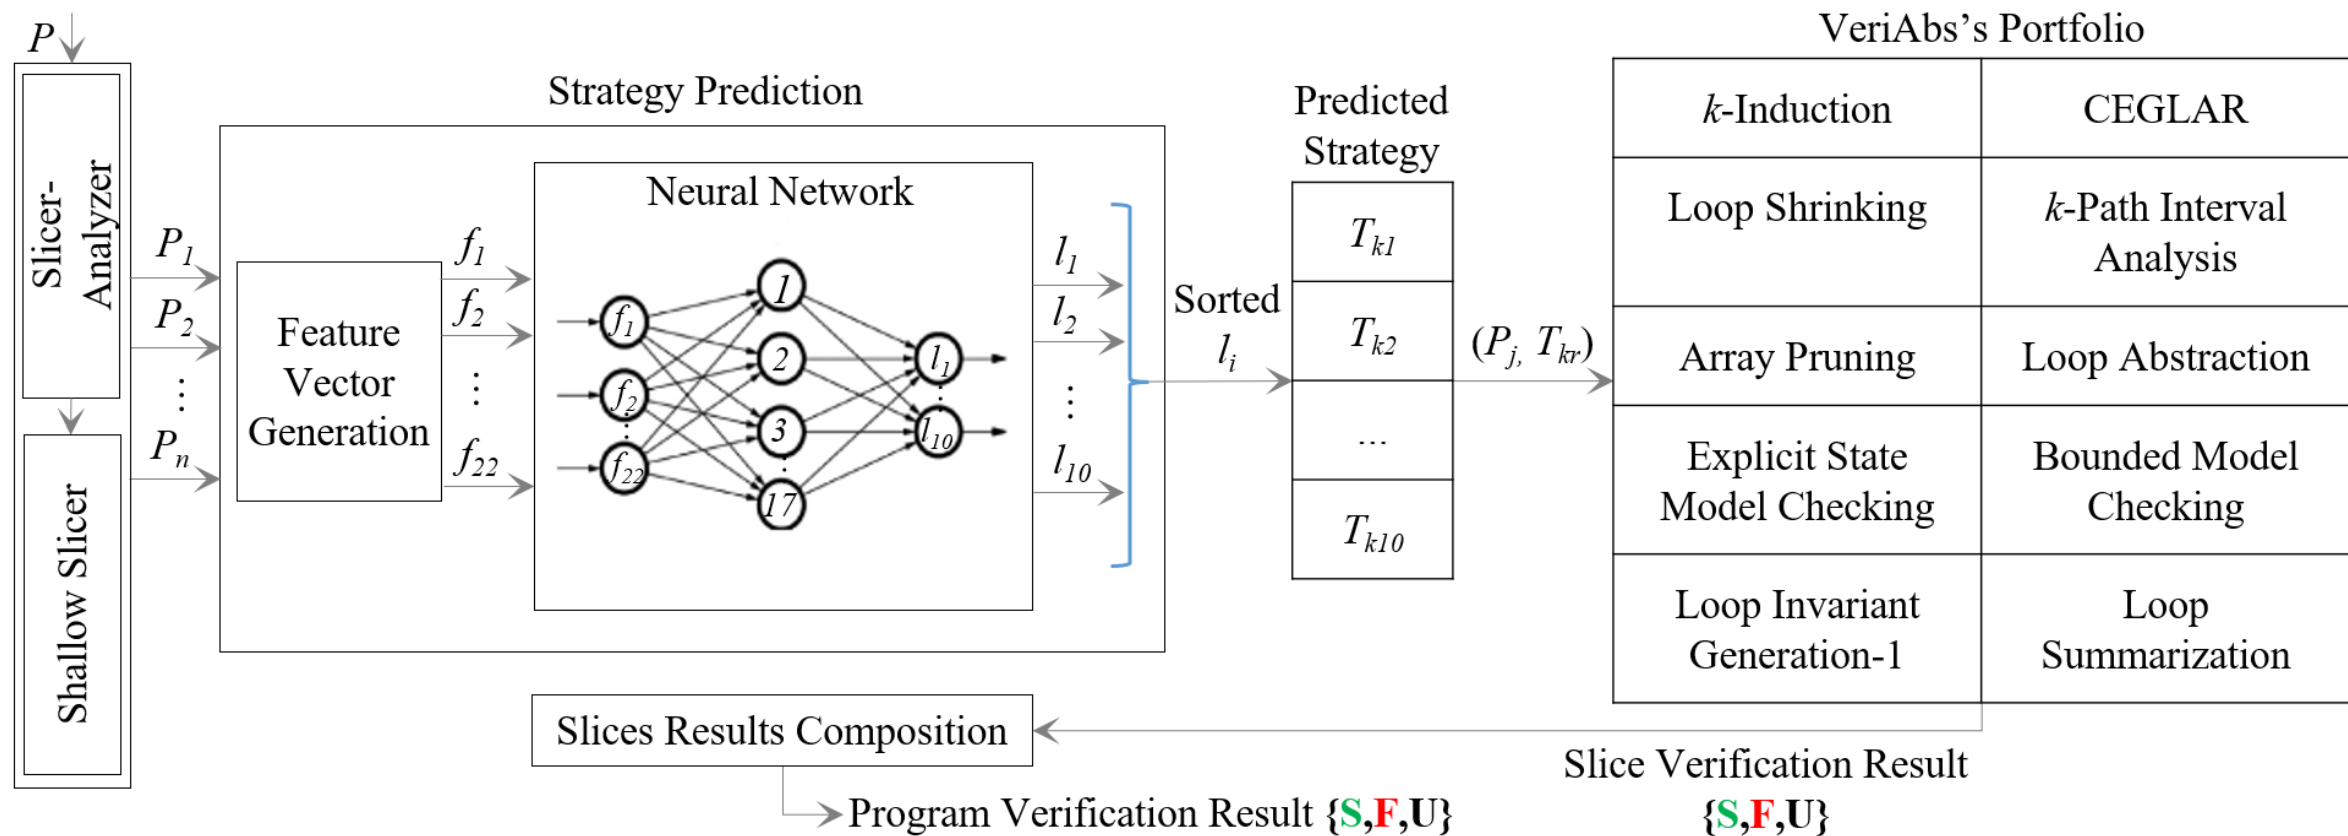 P
Slicer-
Analyzer
Shallow Slicer
P1
P2
⋮
Pn
Strategy Prediction
Feature
Vector
Generation
f1
f2
⋮
f22
Neural Network
f1
f2
f22
1
2
3
17
l1
l10
l1
l2
⋮
l10
Sorted
li
Predicted
Strategy
Tk1
Tk2
...
Tk10
(Pj, Tkr)
VeriAbs's Portfolio
k-Induction
CEGLAR
Loop Shrinking
k-Path Interval
Analysis
Array Pruning
Loop Abstraction
Explicit State
Model Checking
Bounded Model
Checking
Loop Invariant
Generation-1
Loop
Summarization
Slices Results Composition
Slice Verification Result
{S,F,U}
Program Verification Result {S,F,U}